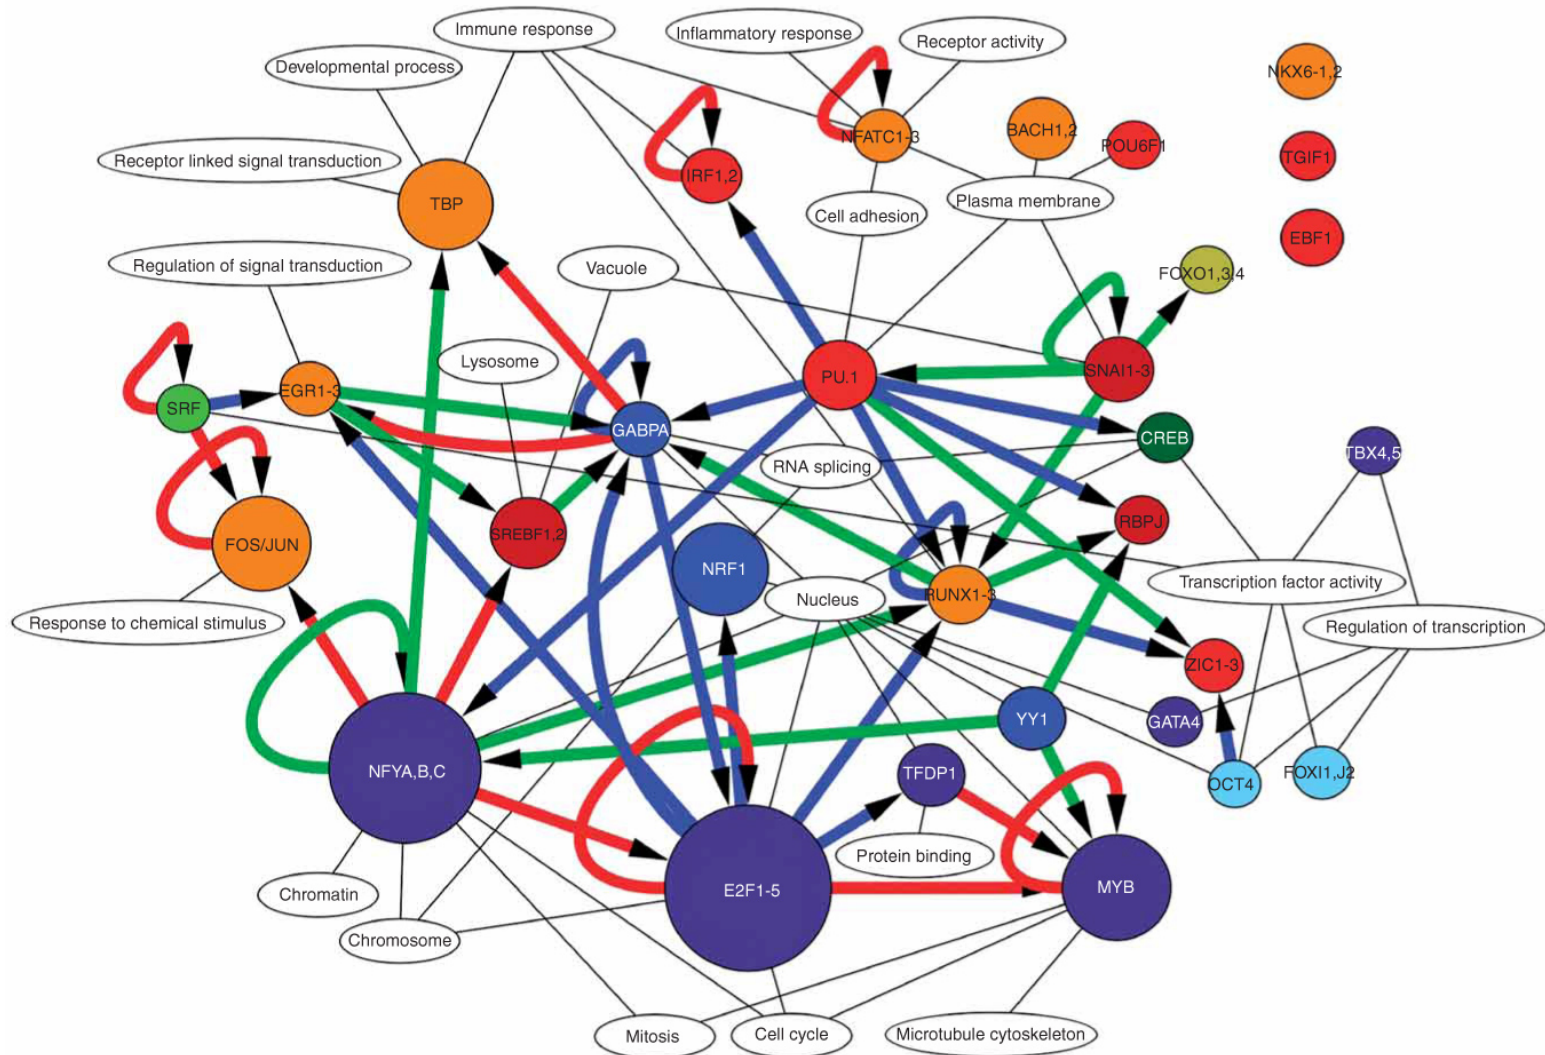 Immune response
Inflammatory response
Receptor activity
Developmental process
NKX6-1,2
NFATC1-3
BACH1,2
POU6F1
Receptor linked signal transduction
TGIF1
IRF1,2
TBP
Plasma membrane
Cell adhesion
EBF1
Regulation of signal transduction
Vacuole
FOXO1,3,4
Lysosome
PU.1
SNAI1-3
EGR1-3
SRF
GABPA
CREB
TBX4,5
RNA splicing
RBPJ
SREBF1,2
FOS/JUN
NRF1
Transcription factor activity
Nucleus
RUNX1-3
Response to chemical stimulus
Regulation of transcription
ZIC1-3
YY1
GATA4
NFYA,B,C
TFDP1
OCT4
FOXI1,J2
Protein binding
E2F1-5
MYB
Chromatin
Chromosome
Mitosis
Cell cycle
Microtubule cytoskeleton